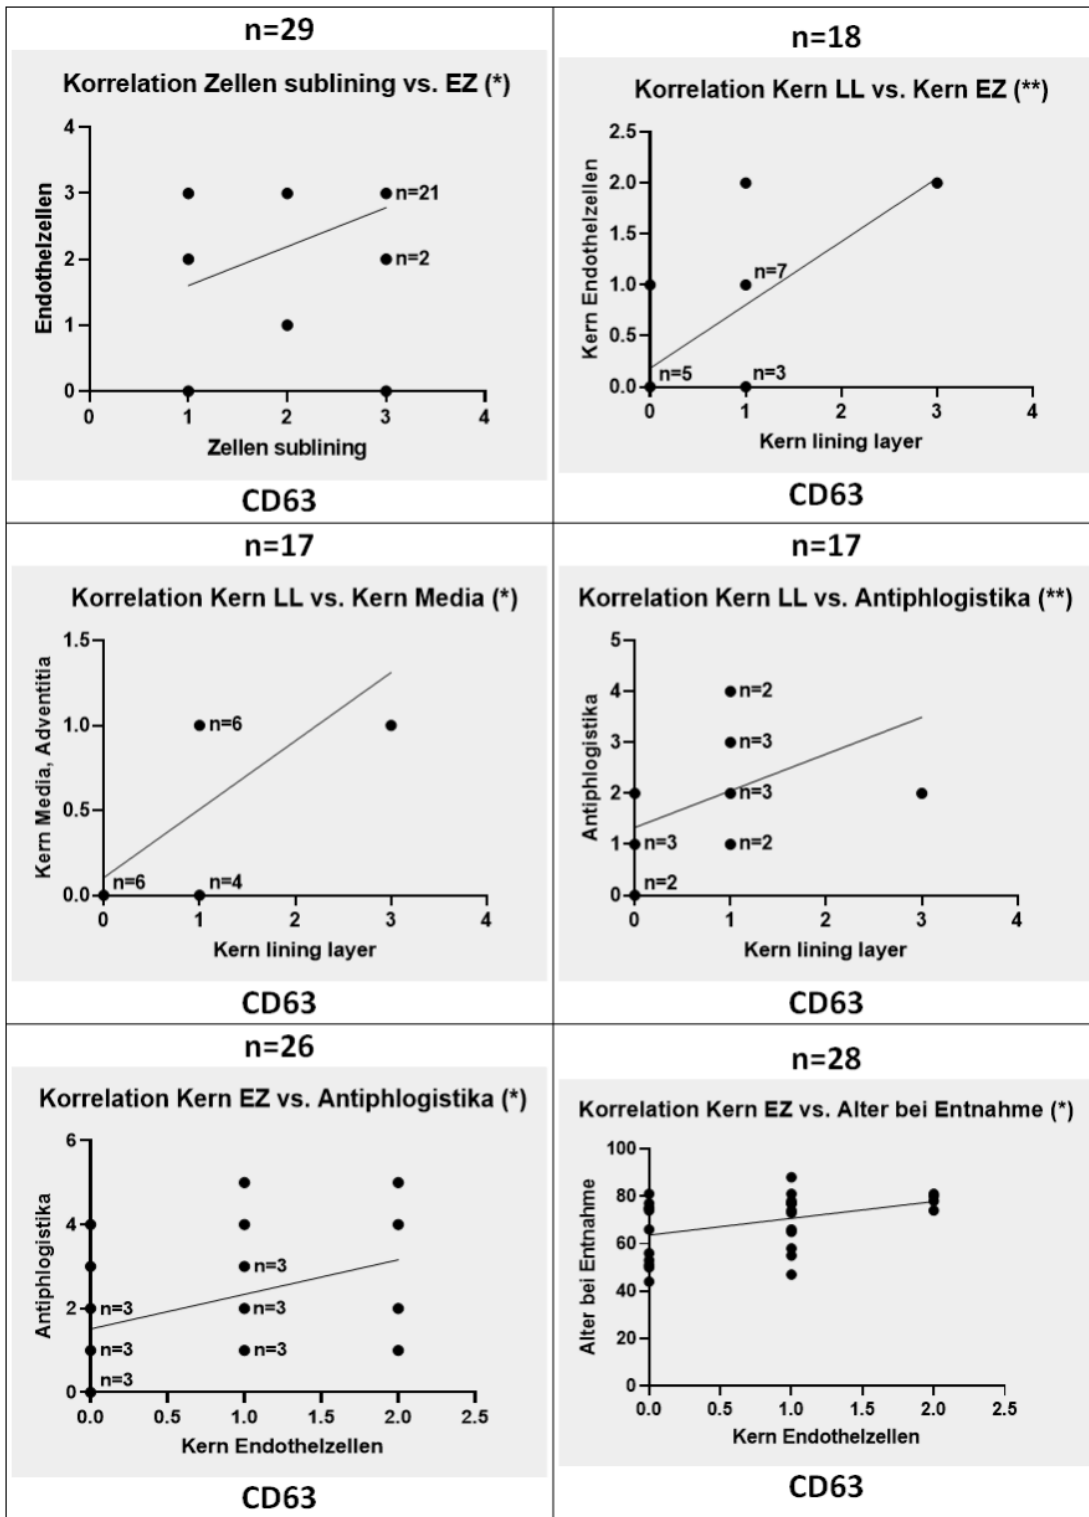 n=29
Korrelation Zellen sublining vs. EZ (*)
Endothelzellen
4
3
2
1
0
n=21
n=2
0 1 2 3 4
Zellen sublining
CD63
n=18
Korrelation Kern LL vs. Kern EZ (**)
Kern Endothelzellen
2.5
2.0
1.5
1.0
0.5
0.0
n=7
n=5
n=3
0 1 2 3 4
Kern lining layer
CD63
n=17
Korrelation Kern LL vs. Kern Media (*)
Kern Media, Adventitia
1.5
1.0
0.5
0.0
n=6
n=6
n=4
0 1 2 3 4
Kern lining layer
CD63
n=17
Korrelation Kern LL vs. Antiphlogistika (**)
Antiphlogistika
5
4
3
2
1
0
n=2
n=3
n=3
n=3
n=2
n=2
0 1 2 3 4
Kern lining layer
CD63
n=26
Korrelation Kern EZ vs. Antiphlogistika (*)
Antiphlogistika
6
4
2
0
n=3
n=3
n=3
n=3
n=3
n=3
0.0 0.5 1.0 1.5 2.0 2.5
Kern Endothelzellen
CD63
n=28
Korrelation Kern EZ vs. Alter bei Entnahme (*)
Alter bei Entnahme
100
80
60
40
20
0
0.0 0.5 1.0 1.5 2.0 2.5
Kern Endothelzellen
CD63